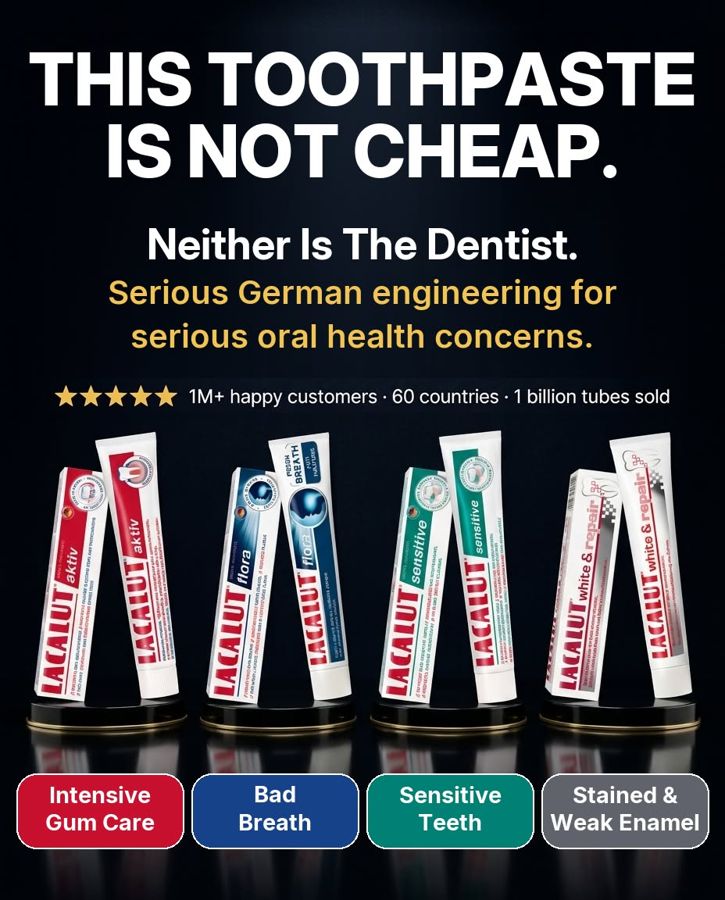 THIS TOOTHPASTE
IS NOT CHEAP.
Neither Is The Dentist.
Serious German engineering for
serious oral health concerns.
1M+ happy customers · 60 countries · 1 billion tubes sold
LACALUT aktiv
LACALUT aktiv
LACALUT flora
FRESH BREATH
LACALUT flora
LACALUT sensitive
LACALUT sensitive
LACALUT white & repair
LACALUT white & repair
Intensive
Gum Care
Bad
Breath
Sensitive
Teeth
Stained &
Weak Enamel